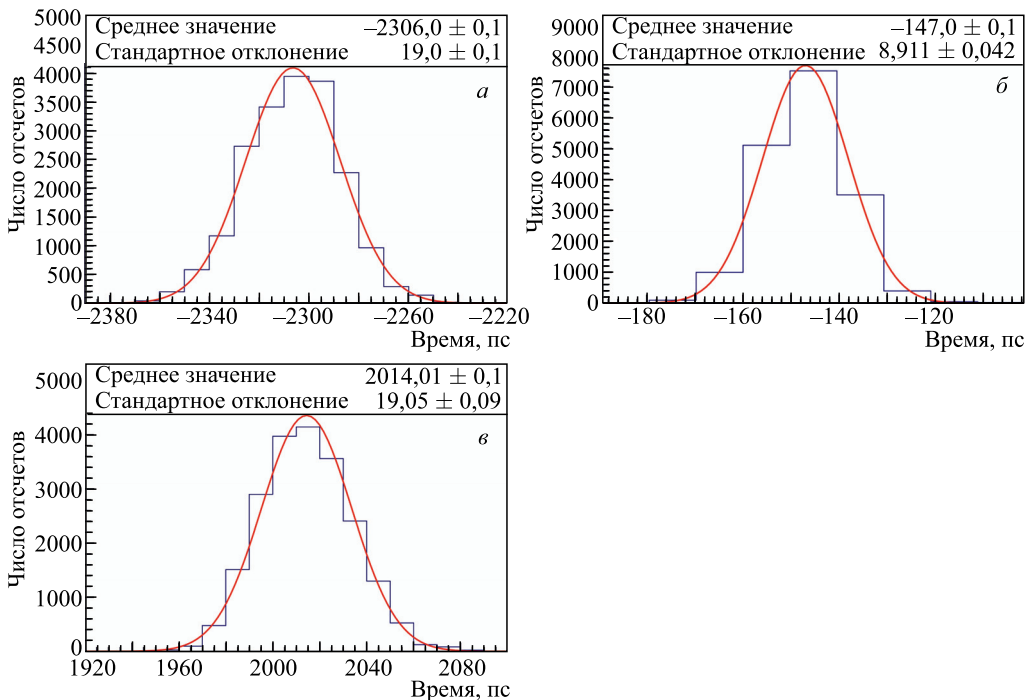 5000
4500
4000
3500
3000
2500
2000
1500
1000
500
0
Число отсчетов
Среднее значение –2306,0 ± 0,1
Стандартное отклонение 19,0 ± 0,1
а
–2380 –2340 –2300 –2260 –2220
Время, пс
9000
8000
7000
6000
5000
4000
3000
2000
1000
0
Число отсчетов
Среднее значение –147,0 ± 0,1
Стандартное отклонение 8,911 ± 0,042
б
–180 –160 –140 –120
Время, пс
5000
4000
3000
2000
1000
0
Число отсчетов
Среднее значение 2014,01 ± 0,1
Стандартное отклонение 19,05 ± 0,09
в
1920 1960 2000 2040 2080
Время, пс